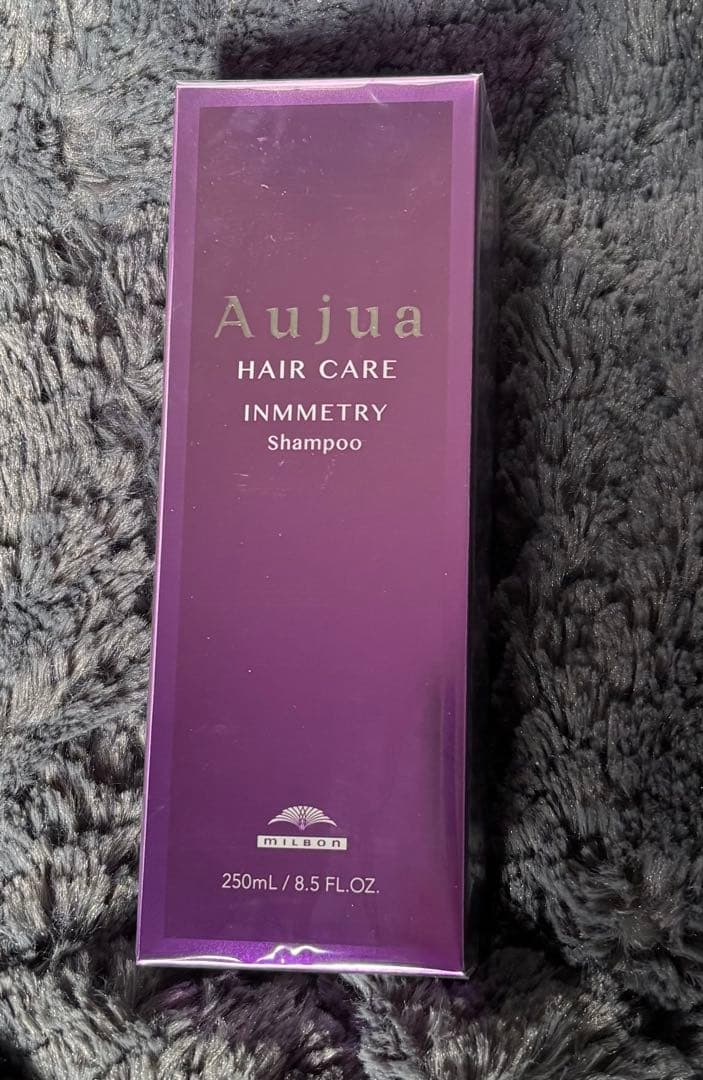 Aujua
HAIR CARE
INMMETRY
Shampoo
MILBON
250mL / 8.5 FL.OZ.